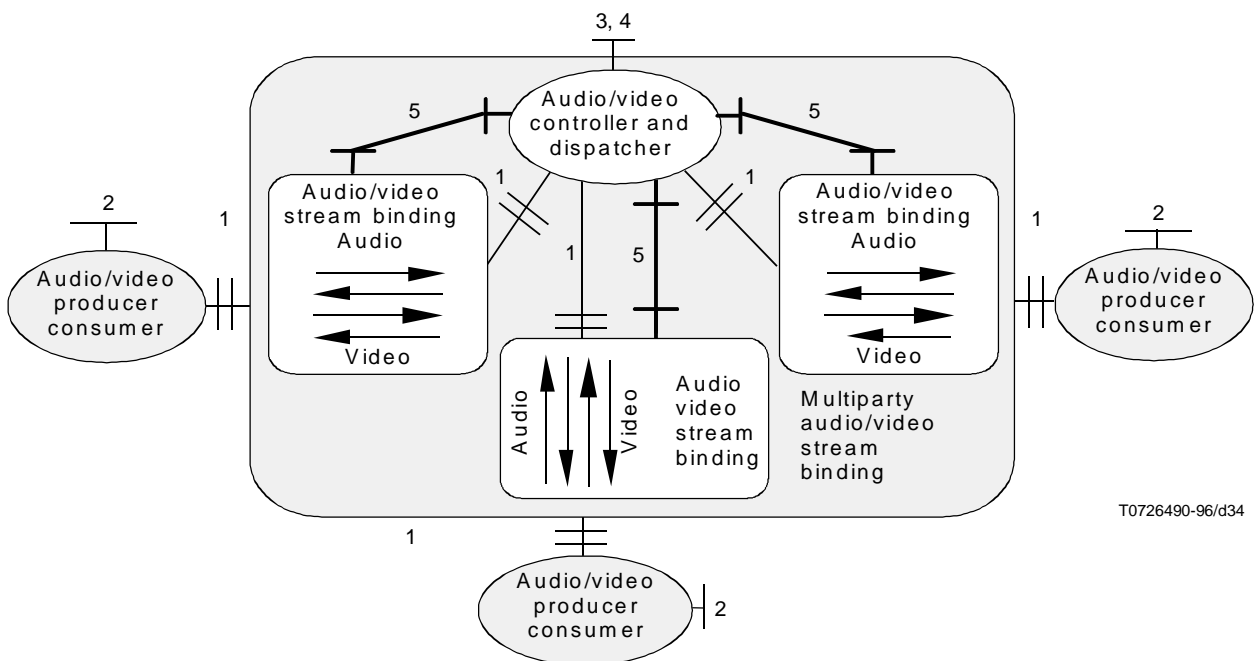 3, 4
Audio/video
controller and
dispatcher
5
5
1
1
Audio/video
stream binding
Audio
Video
Audio/video
stream binding
Audio
Video
2
1
Audio/video
producer
consumer
1
2
Audio/video
producer
consumer
1
5
Audio
Video
Audio
video
stream
binding
Multiparty
audio/video
stream
binding
T0726490-96/d34
1
Audio/video
producer
consumer
2